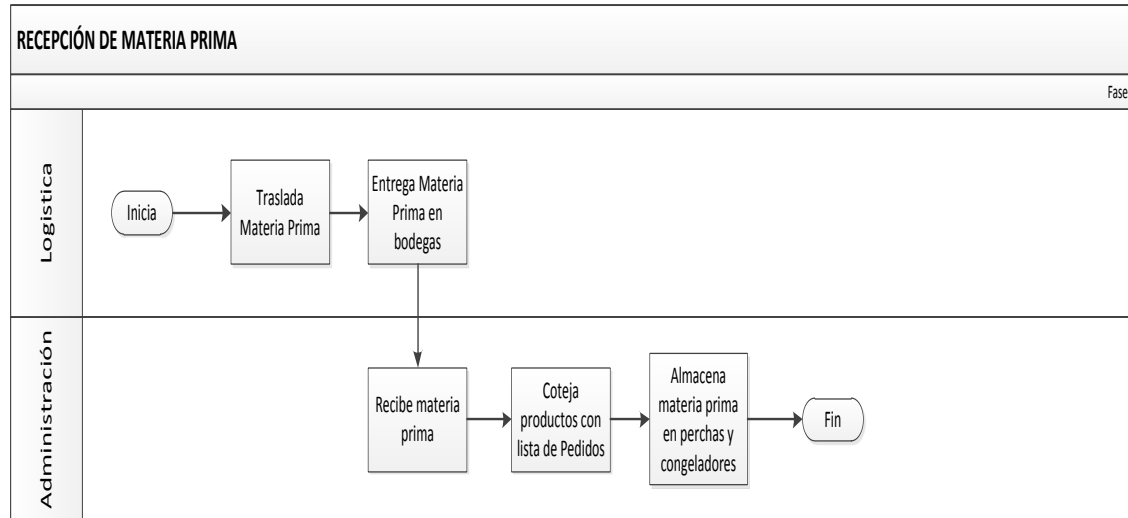 RECEPCIÓN DE MATERIA PRIMA
Fase
Logistica
Inicia
Traslada
Materia Prima
Entrega Materia
Prima en
bodegas
Administración
Recibe materia
prima
Coteja
productos con
lista de Pedidos
Almacena
materia prima
en perchas y
congeladores
Fin